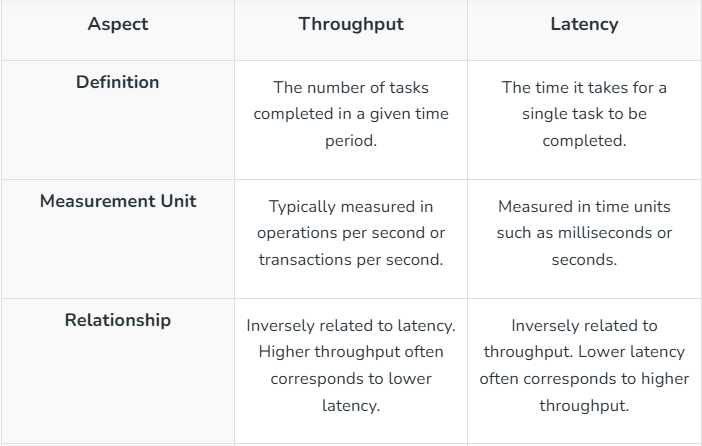 Aspect
Throughput
Latency
Definition
The number of tasks
completed in a given time
period.
The time it takes for a
single task to be
completed.
Measurement Unit
Typically measured in
operations per second or
transactions per second.
Measured in time units
such as milliseconds or
seconds.
Relationship
Inversely related to latency.
Higher throughput often
corresponds to lower
latency.
Inversely related to
throughput. Lower latency
often corresponds to higher
throughput.